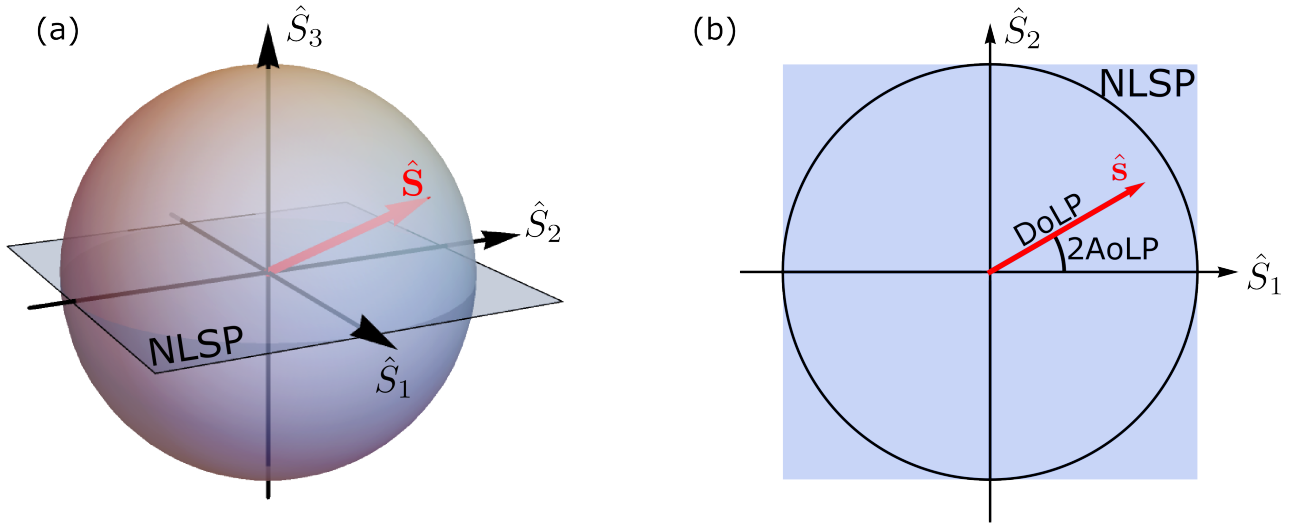 (a)
Ŝ₃
Ŝ
Ŝ₂
NLSP
Ŝ₁
(b)
Ŝ₂
NLSP
ŝ
DoLP
2AoLP
Ŝ₁